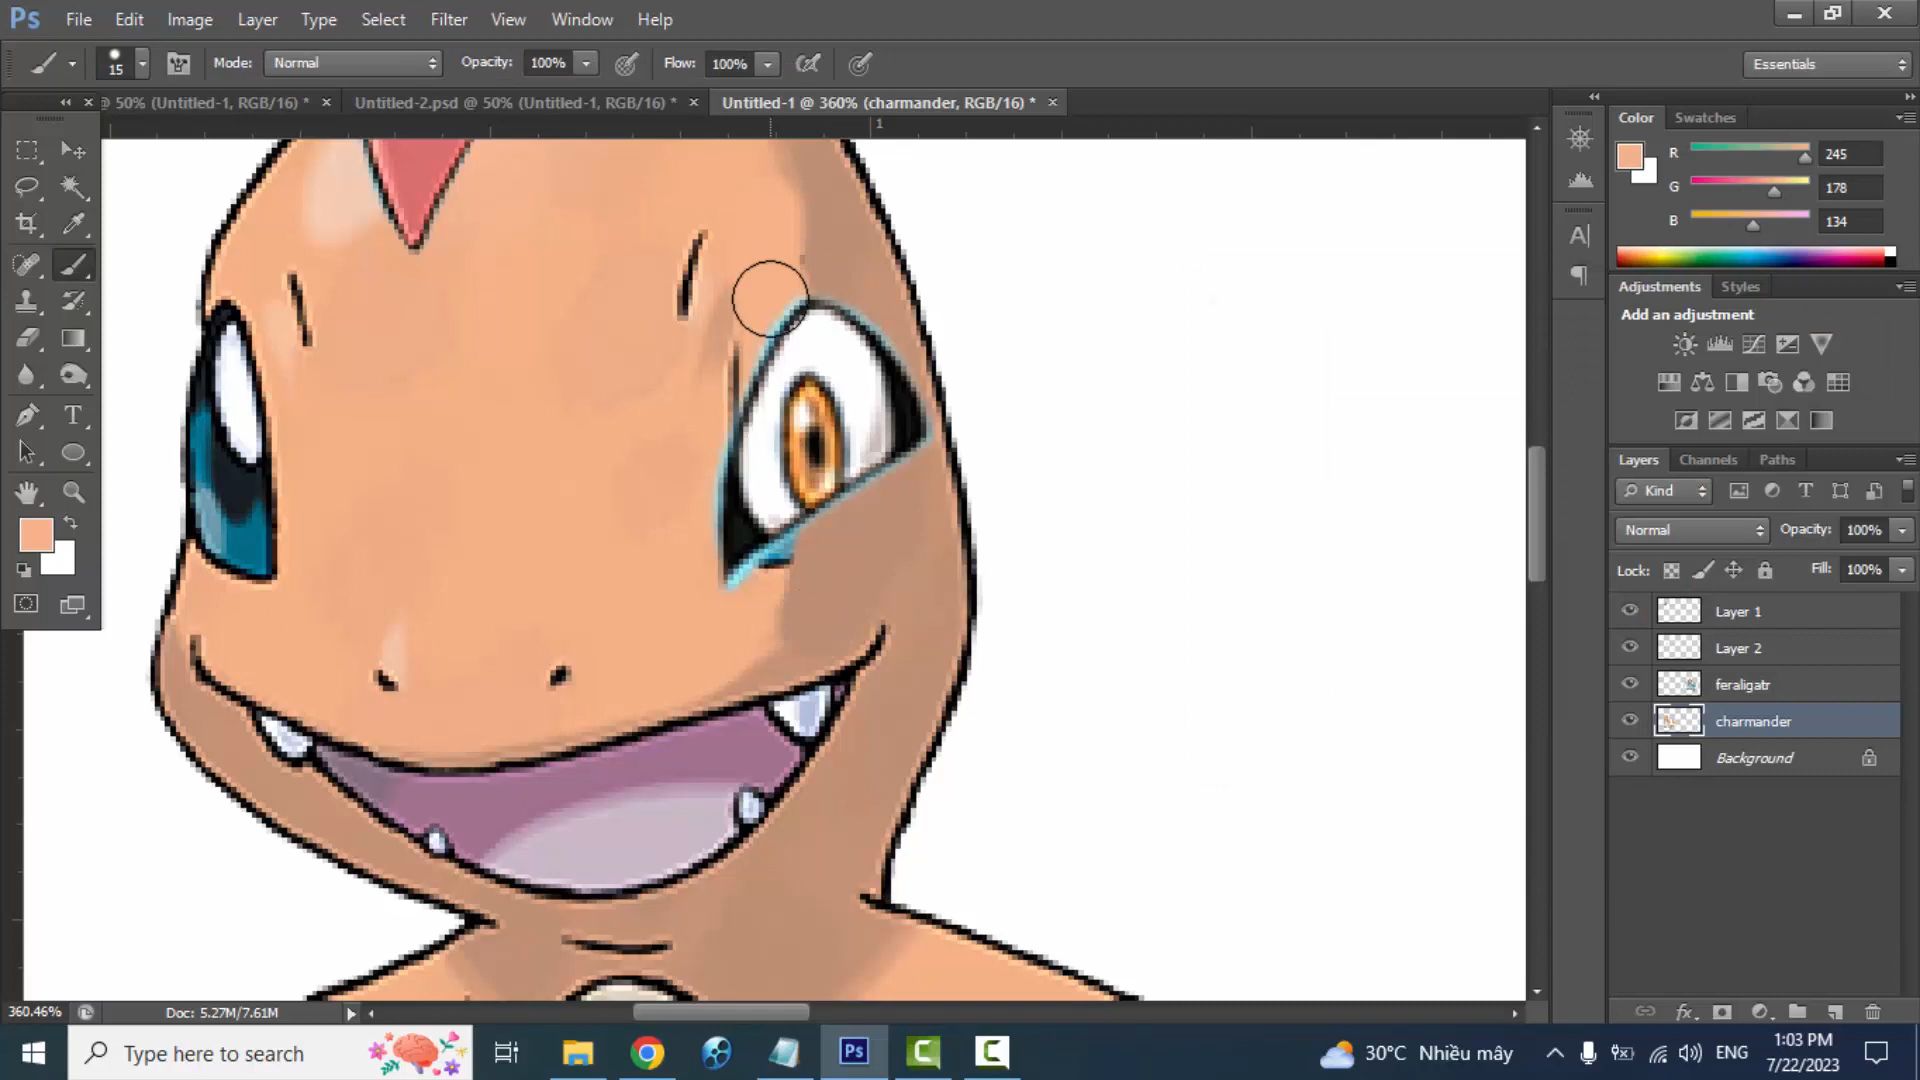 Ps File Edit Image Layer Type Select Filter View Window Help
15 Mode: Normal Opacity: 100% Flow: 100% Essentials
@ 50% (Untitled-1, RGB/16) * × Untitled-2.psd @ 50% (Untitled-1, RGB/16) * × Untitled-1 @ 360% (charmander, RGB/16) * ×
1
Color Swatches
R 245
G 178
B 134
Adjustments Styles
Add an adjustment
Layers Channels Paths
Kind
Normal Opacity: 100%
Lock: Fill: 100%
Layer 1
Layer 2
feraligatr
charmander
Background
360.46% Doc: 5.27M/7.61M
Type here to search
30°C Nhiều mây ENG
1:03 PM
7/22/2023